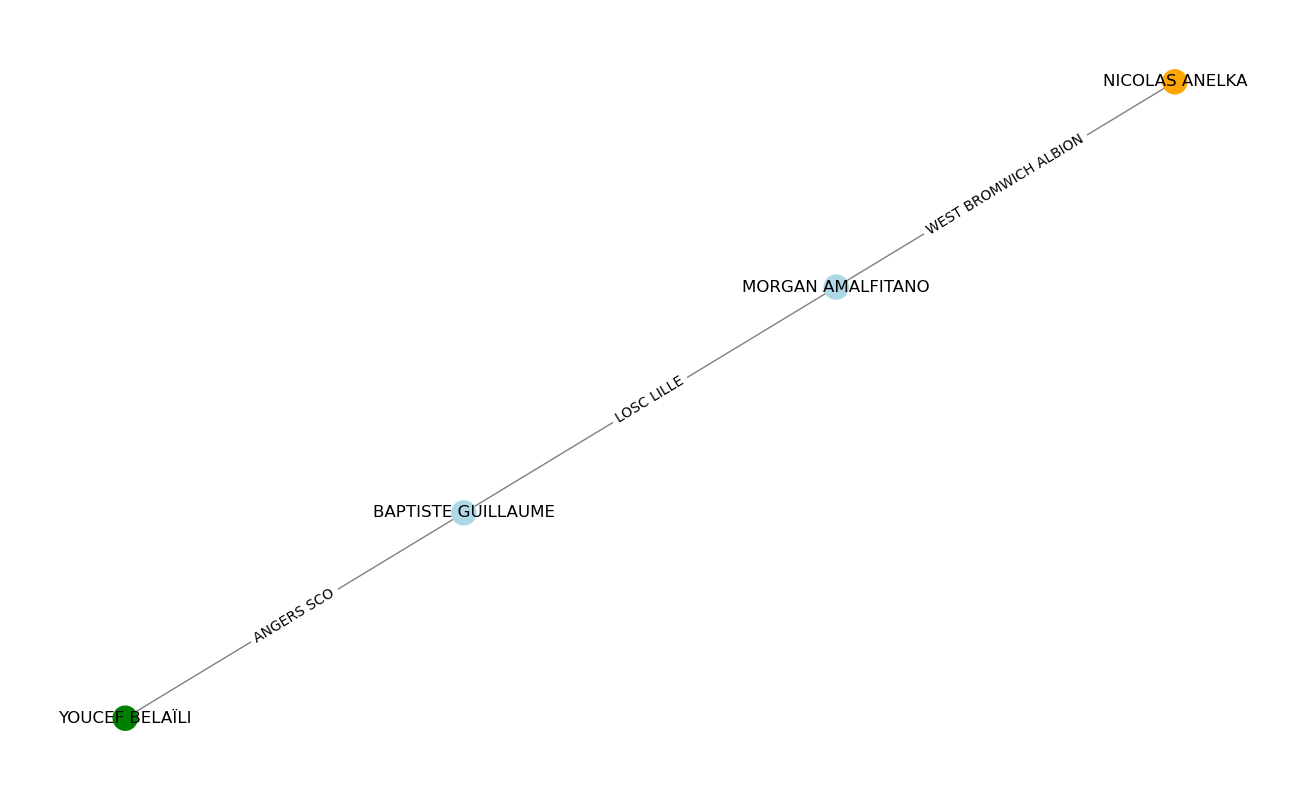 NICOLAS ANELKA
WEST BROMWICH ALBION
MORGAN AMALFITANO
LOSC LILLE
BAPTISTE GUILLAUME
ANGERS SCO
YOUCEF BELAÏLI